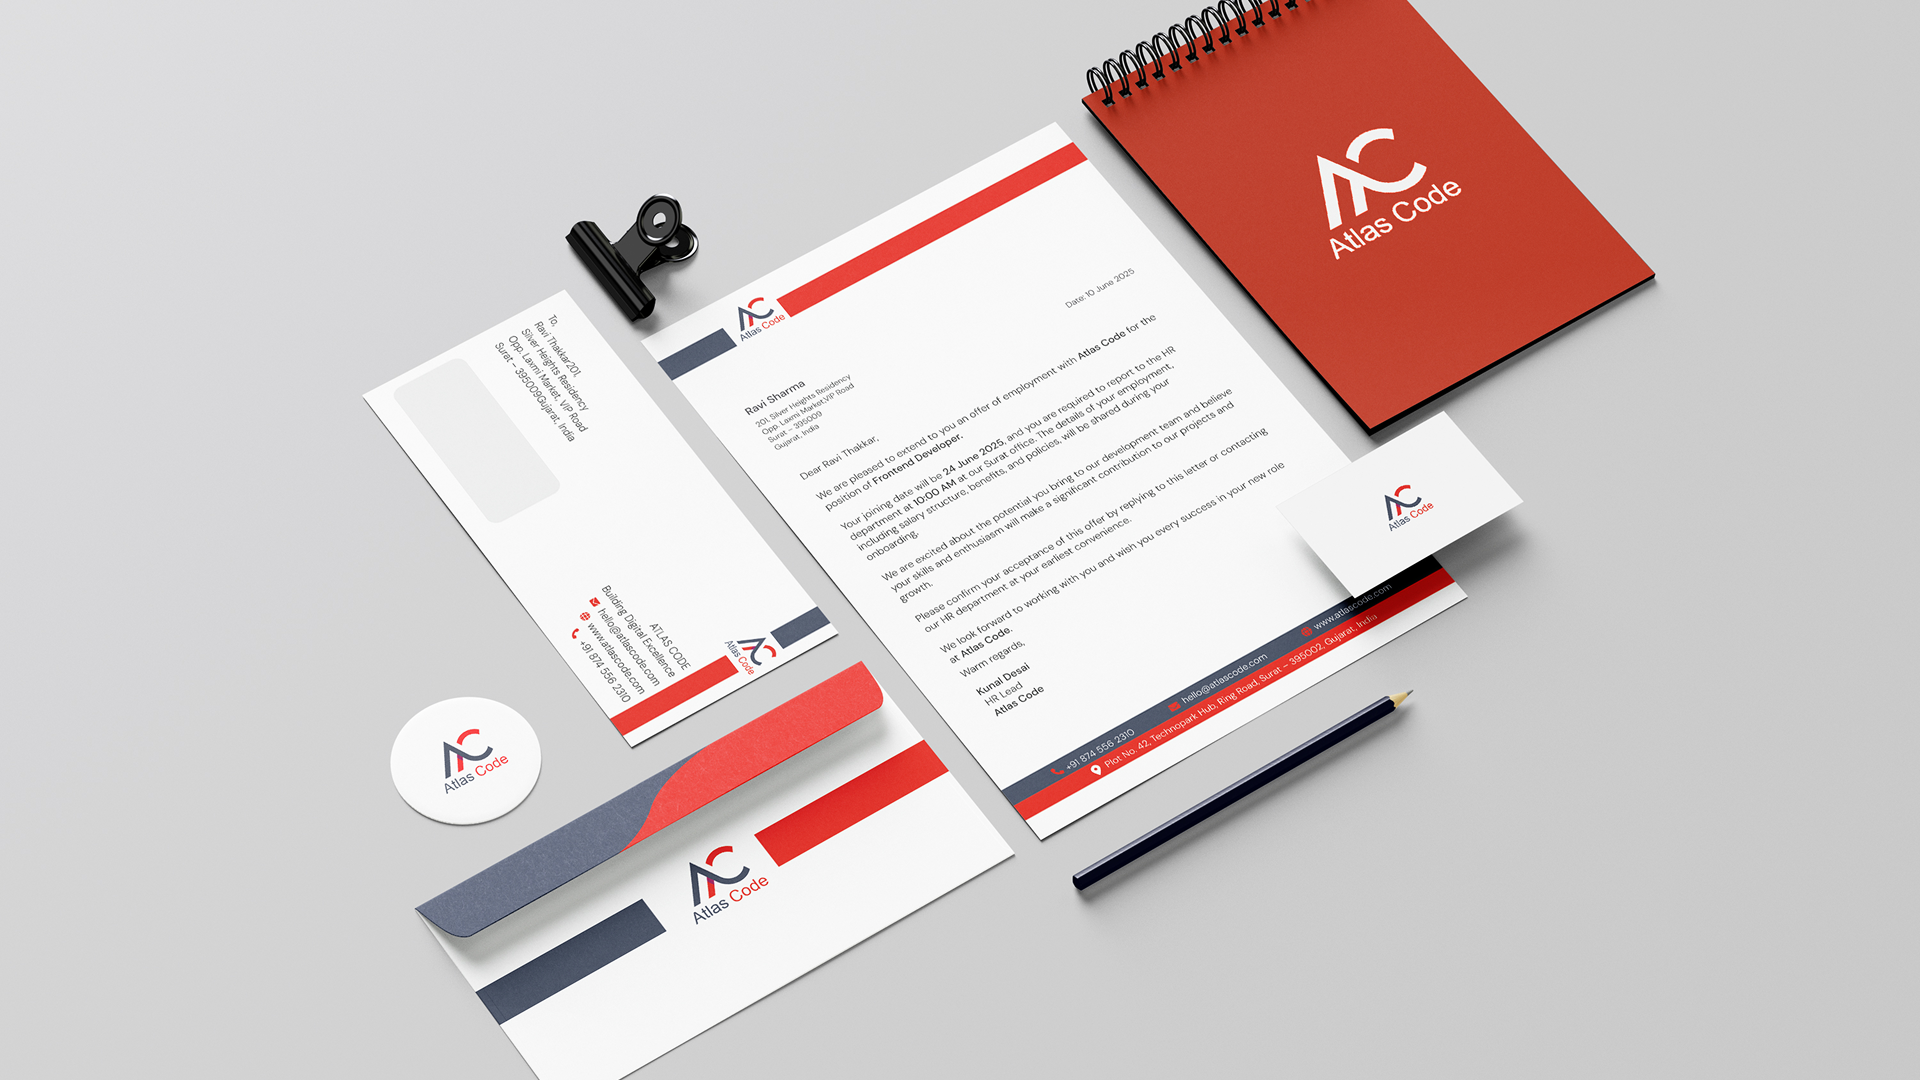 To,
Ravi Thakkar201,
Silver Heights Residency
Opp. Laxmi Market, VIP Road
Surat – 395009Gujarat, India
ATLAS CODE
Building Digital Excellence
hello@atlascode.com
www.atlascode.com
+91 874 556 2310
Atlas Code
Atlas Code
Date: 10 June 2025
Ravi Sharma
201, Silver Heights Residency
Opp. Laxmi Market,VIP Road
Surat – 395009
Gujarat, India
Dear Ravi Thakkar,
We are pleased to extend to you an offer of employment with Atlas Code for the
position of Frontend Developer.
Your joining date will be 24 June 2025, and you are required to report to the HR
department at 10:00 AM at our Surat office. The details of your employment,
including salary structure, benefits, and policies, will be shared during your
onboarding.
We are excited about the potential you bring to our development team and believe
your skills and enthusiasm will make a significant contribution to our projects and
growth.
Please confirm your acceptance of this offer by replying to this letter or contacting
our HR department at your earliest convenience.
We look forward to working with you and wish you every success in your new role
at Atlas Code.
Warm regards,
Kunal Desai
HR Lead
Atlas Code
+91 874 556 2310 hello@atlascode.com www.atlascode.com
Plot No. 42, Technopark Hub, Ring Road, Surat – 395002, Gujarat, India
AC
Atlas Code
Atlas Code
Atlas Code
Atlas Code